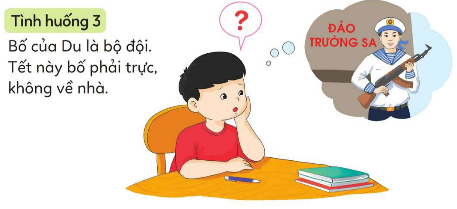 Tình huống 3
Bố của Du là bộ đội.
Tết này bố phải trực,
không về nhà.
?
ĐẢO
TRƯỜNG SA